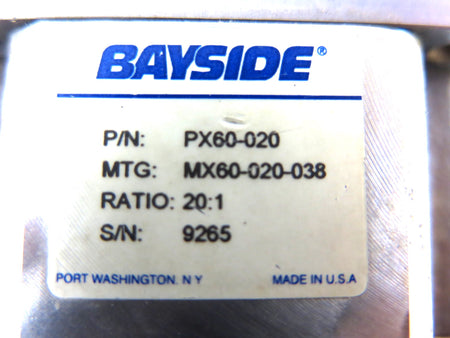 BAYSIDE®
P/N: PX60-020
MTG: MX60-020-038
RATIO: 20:1
S/N: 9265
PORT WASHINGTON, N Y MADE IN U.S.A